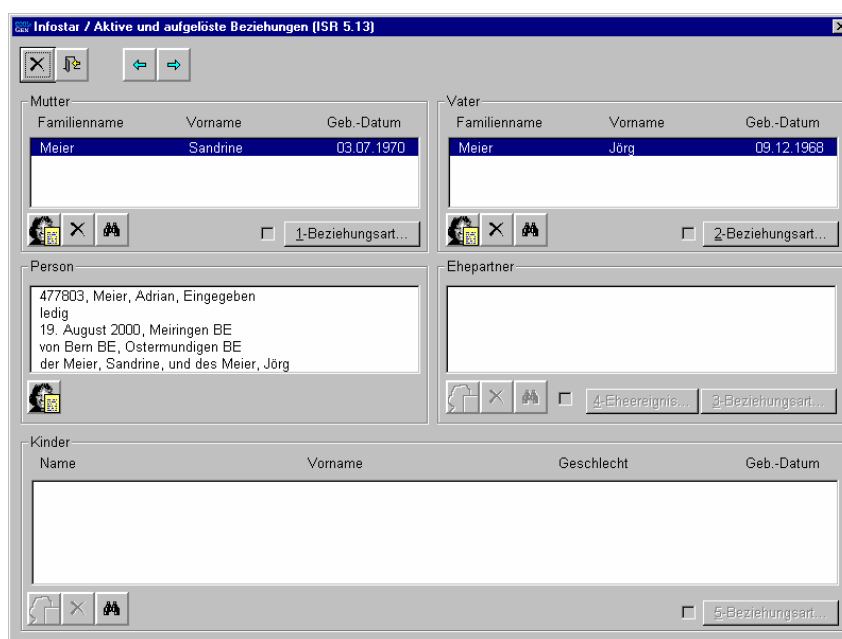 Infostar / Aktive und aufgelöste Beziehungen (ISR 5.13)
Mutter
Familienname Vorname Geb.-Datum
Meier Sandrine 03.07.1970
1-Beziehungsart...
Vater
Familienname Vorname Geb.-Datum
Meier Jörg 09.12.1968
2-Beziehungsart...
Person
477803, Meier, Adrian, Eingegeben
ledig
19. August 2000, Meiringen BE
von Bern BE, Ostermundigen BE
der Meier, Sandrine, und des Meier, Jörg
Ehepartner
4-Eheereignis... 3-Beziehungsart...
Kinder
Name Vorname Geschlecht Geb.-Datum
5-Beziehungsart...